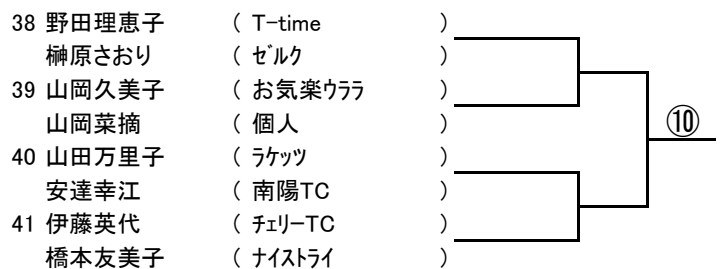 38 野田理恵子 ( T-time )
榊原さおり ( ｾﾞﾙｸ )
39 山岡久美子 ( お気楽ｳﾗﾗ )
山岡菜摘 ( 個人 )
⑩
40 山田万里子 ( ﾗｹｯﾂ )
安達幸江 ( 南陽TC )
41 伊藤英代 ( ﾁｪﾘｰTC )
橋本友美子 ( ﾅｲｽﾄﾗｲ )